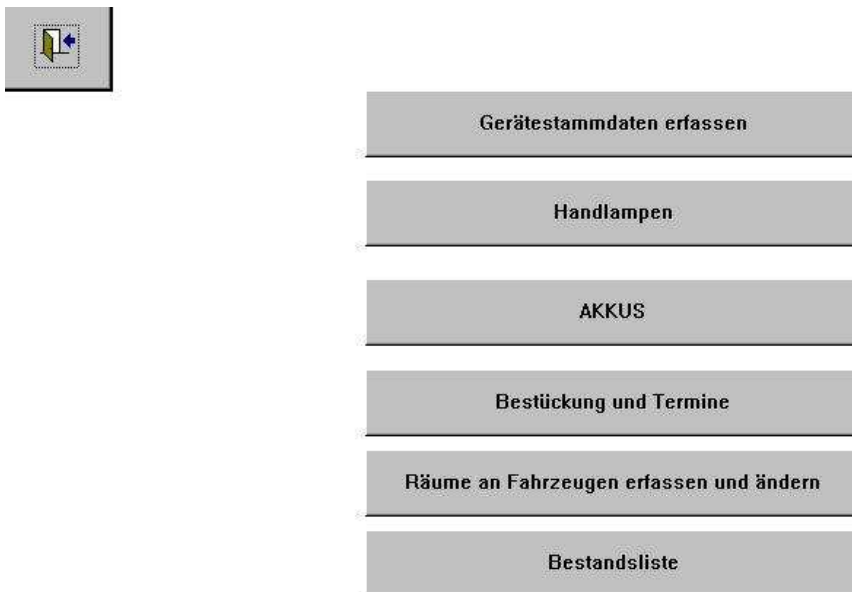 Gerätestammdaten erfassen
Handlampen
AKKUS
Bestückung und Termine
Räume an Fahrzeugen erfassen und ändern
Bestandsliste